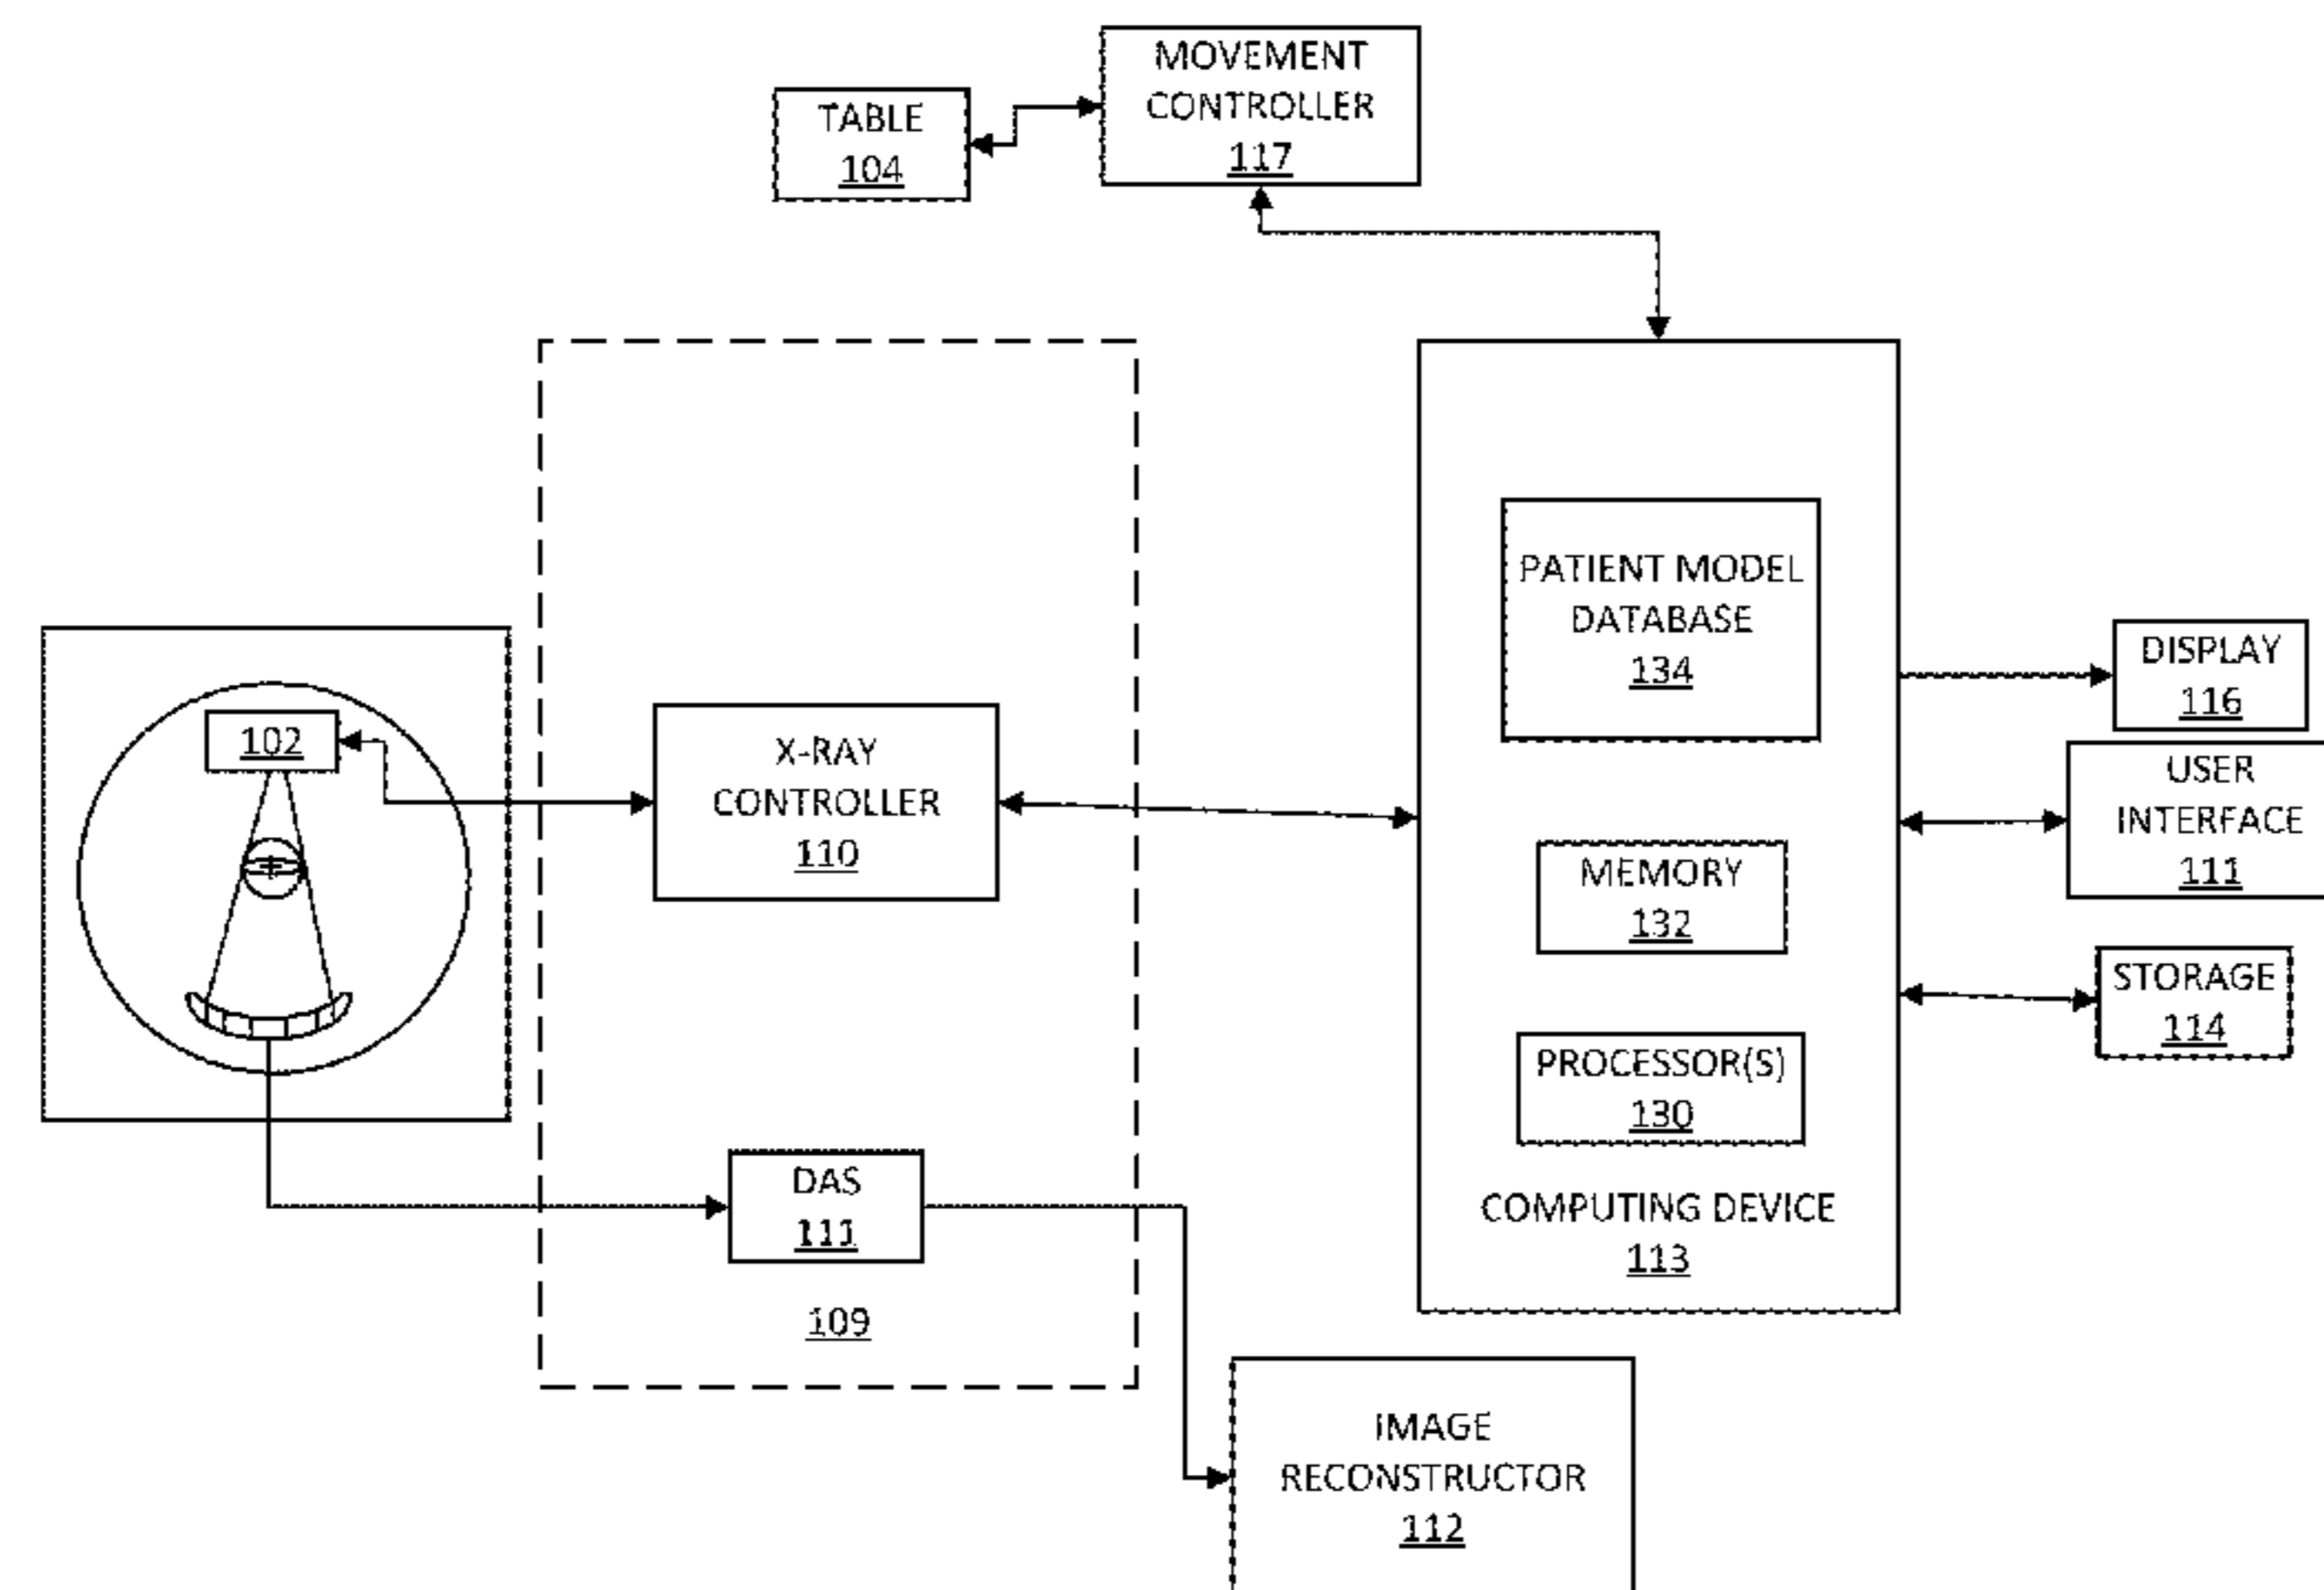 MOVEMENT
CONTROLLER
117
TABLE
104
PATIENT MODEL
DATABASE
134
DISPLAY
116
102
X-RAY
CONTROLLER
110
USER
INTERFACE
111
MEMORY
132
STORAGE
114
PROCESSOR(S)
130
DAS
111
COMPUTING DEVICE
113
109
IMAGE
RECONSTRUCTOR
112